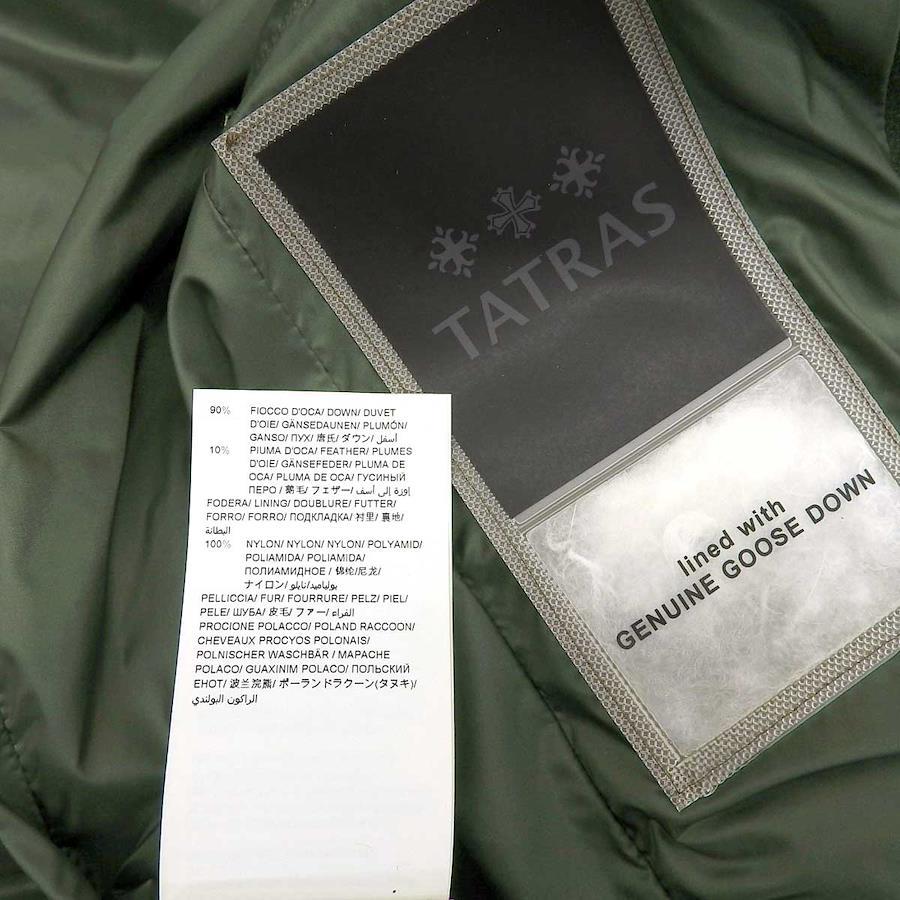 TATRAS
lined with
GENUINE GOOSE DOWN
90% FIOCCO D'OCA/ DOWN/ DUVET
D'OIE/ GÄNSEDAUNEN/ PLUMÓN/
GANSO/ ПУХ/ 唐氏/ ダウン/ أسفل/
10% PIUMA D'OCA/ FEATHER/ PLUMES
D'OIE/ GÄNSEFEDER/ PLUMA DE
OCA/ PLUMA DE OCA/ ГУСИНЫЙ
ПЕРО / 鹅毛/ フェザー/ إوزة إلى أسف/
FODERA/ LINING/ DOUBLURE/ FUTTER/
FORRO/ FORRO/ ПОДКЛАДКА/ 衬里/ 裏地/
البطانة
100% NYLON/ NYLON/ NYLON/ POLYAMID/
POLIAMIDA/ POLIAMIDA/
ПОЛИАМИДНОЕ / 锦纶/尼龙/
ナイロン/ بولياميد/نايلو/
PELLICCIA/ FUR/ FOURRURE/ PELZ/ PIEL/
PELE/ ШУБА/ 皮毛/ ファー/ الفراء/
PROCIONE POLACCO/ POLAND RACCOON/
CHEVEAUX PROCYOS POLONAIS/
POLNISCHER WASCHBÄR / MAPACHE
POLACO/ GUAXINIM POLACO/ ПОЛЬСКИЙ
ЕНОТ/ 波兰浣熊/ ポーランドラクーン(タヌキ)/
الراكون البولندي